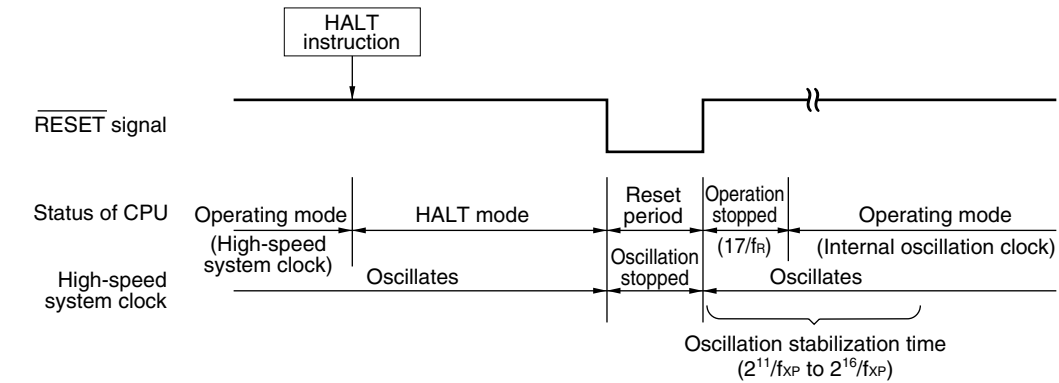 HALT
instruction
RESET signal
Status of CPU
Operating mode
(High-speed
system clock)
HALT mode
Reset
period
Operation
stopped
(17/fR)
Operating mode
(Internal oscillation clock)
High-speed
system clock
Oscillates
Oscillation
stopped
Oscillates
Oscillation stabilization time
(2¹¹/fXP to 2¹⁶/fXP)